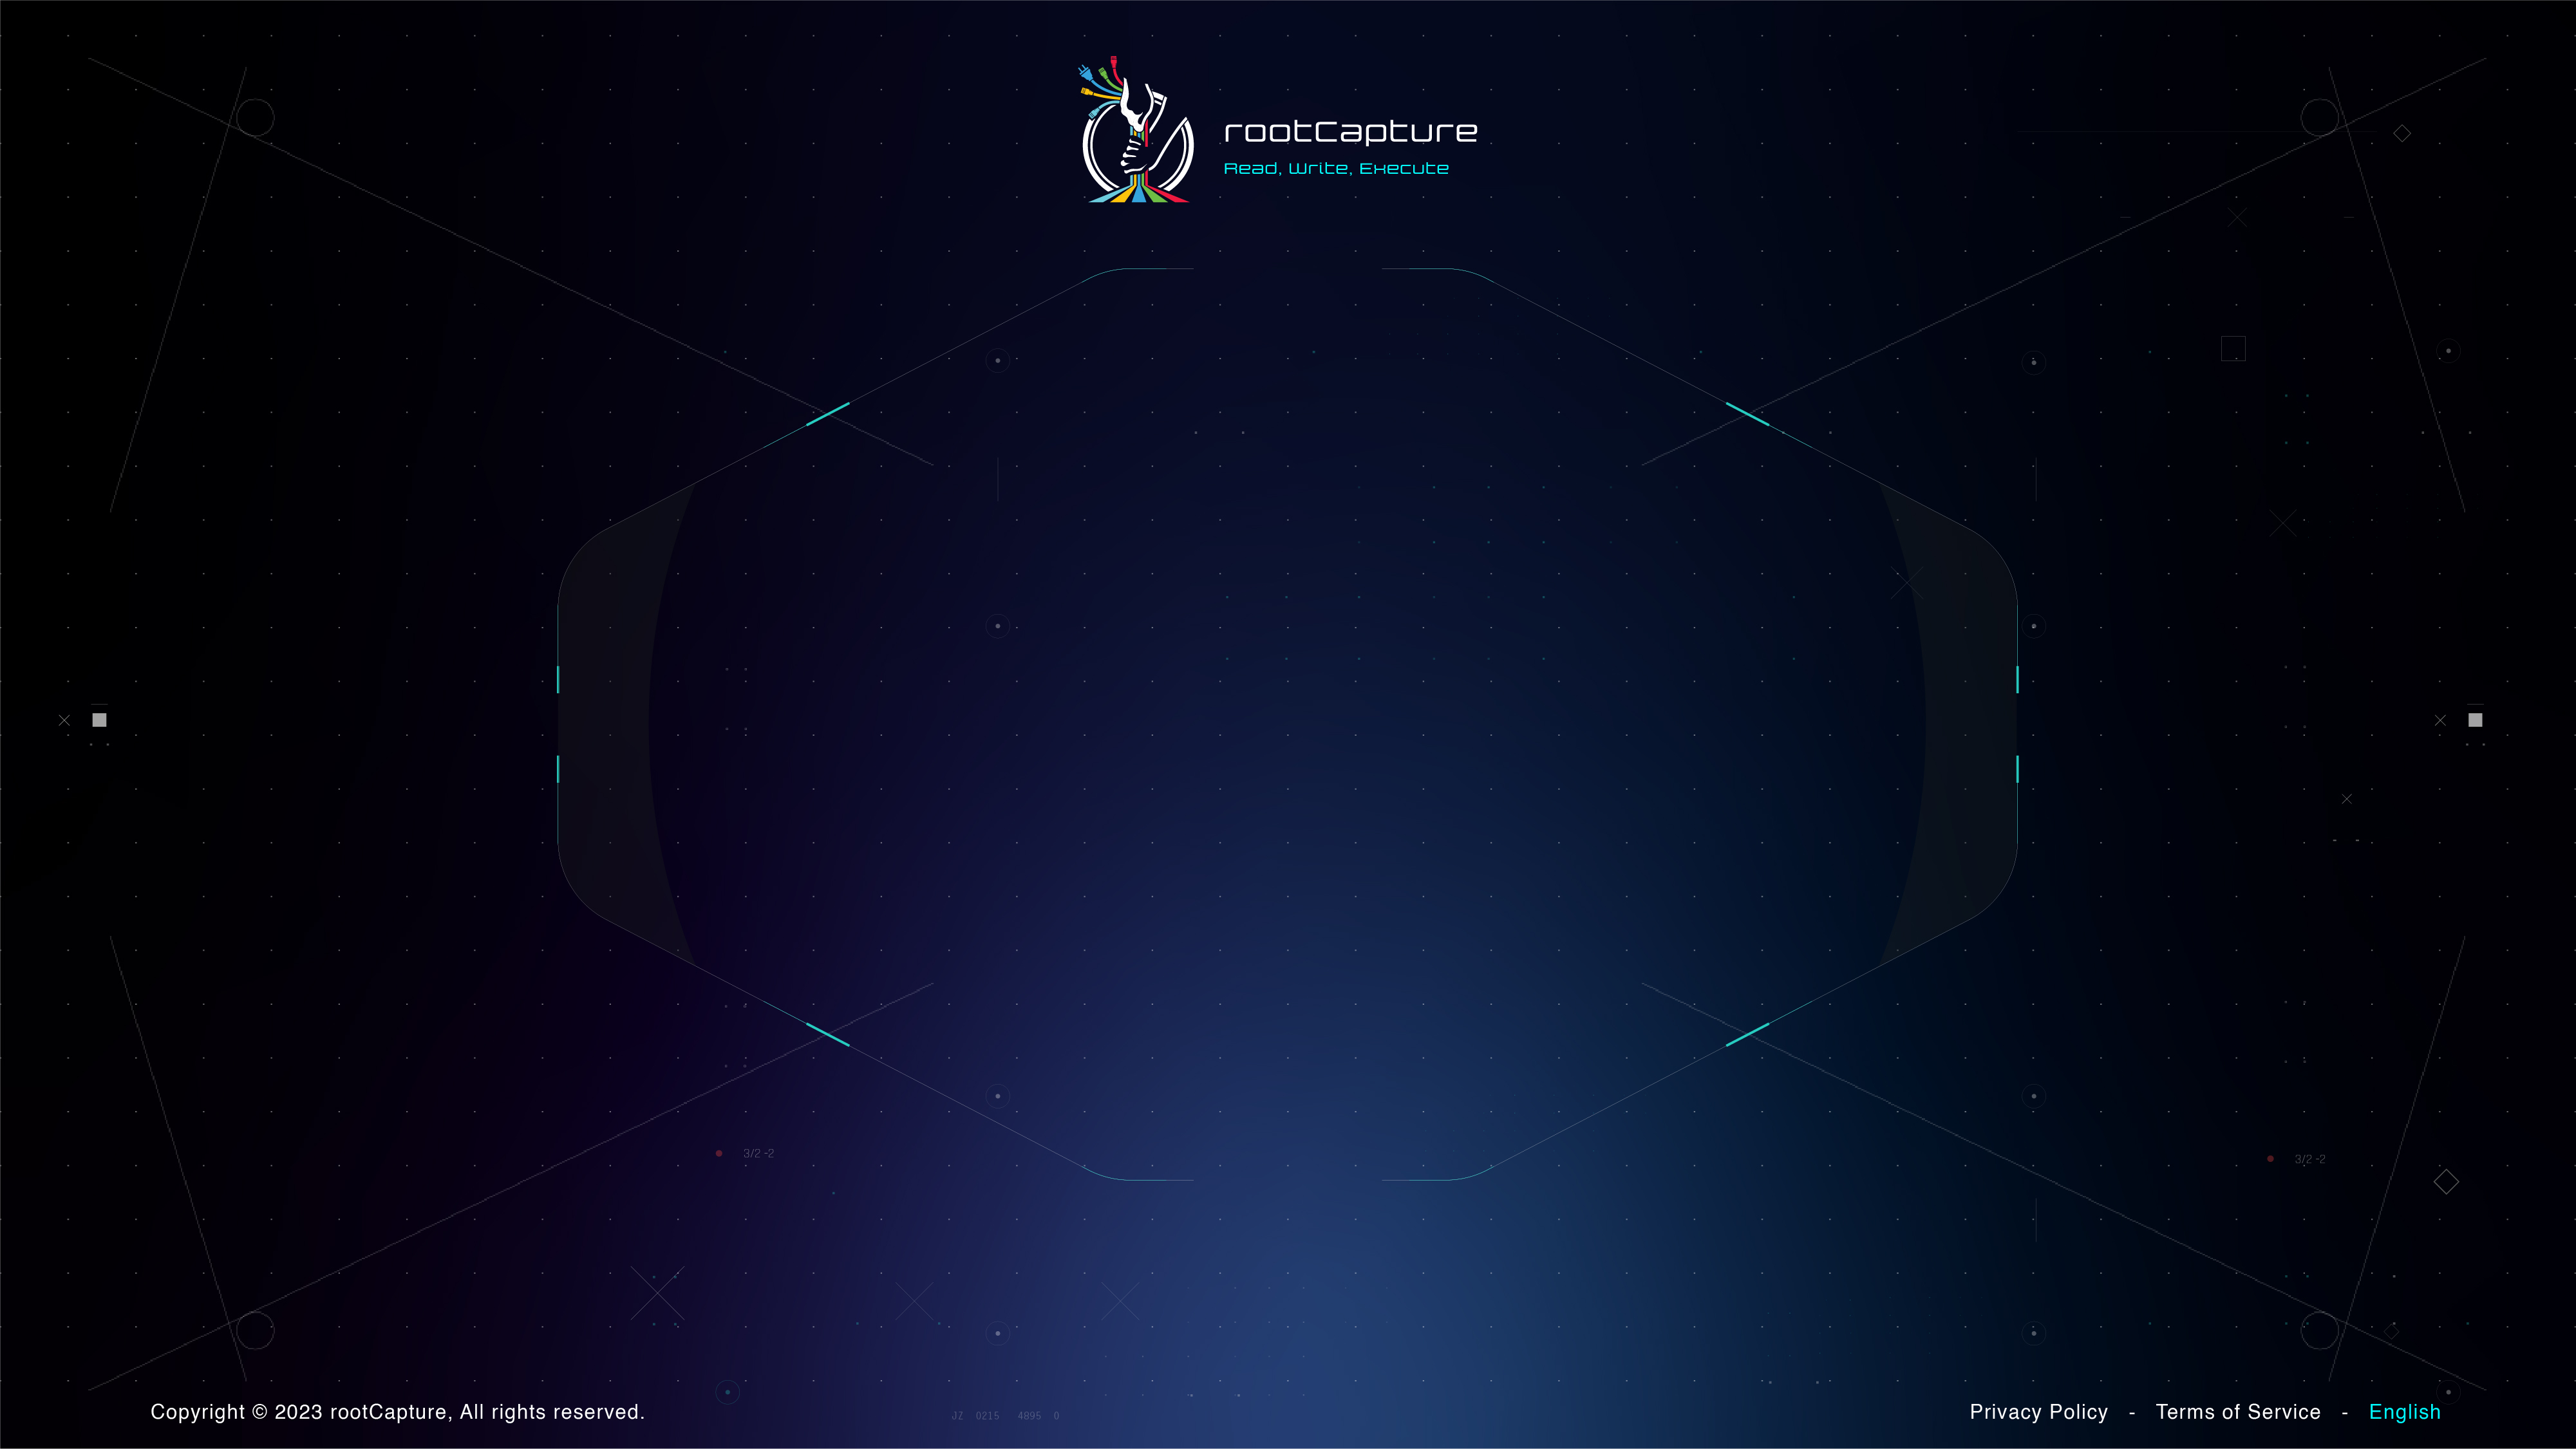 rootCapture
Read, Write, Execute
3/2 -2
3/2 -2
JZ 0215 4895 0
Copyright © 2023 rootCapture, All rights reserved.
Privacy Policy - Terms of Service - English